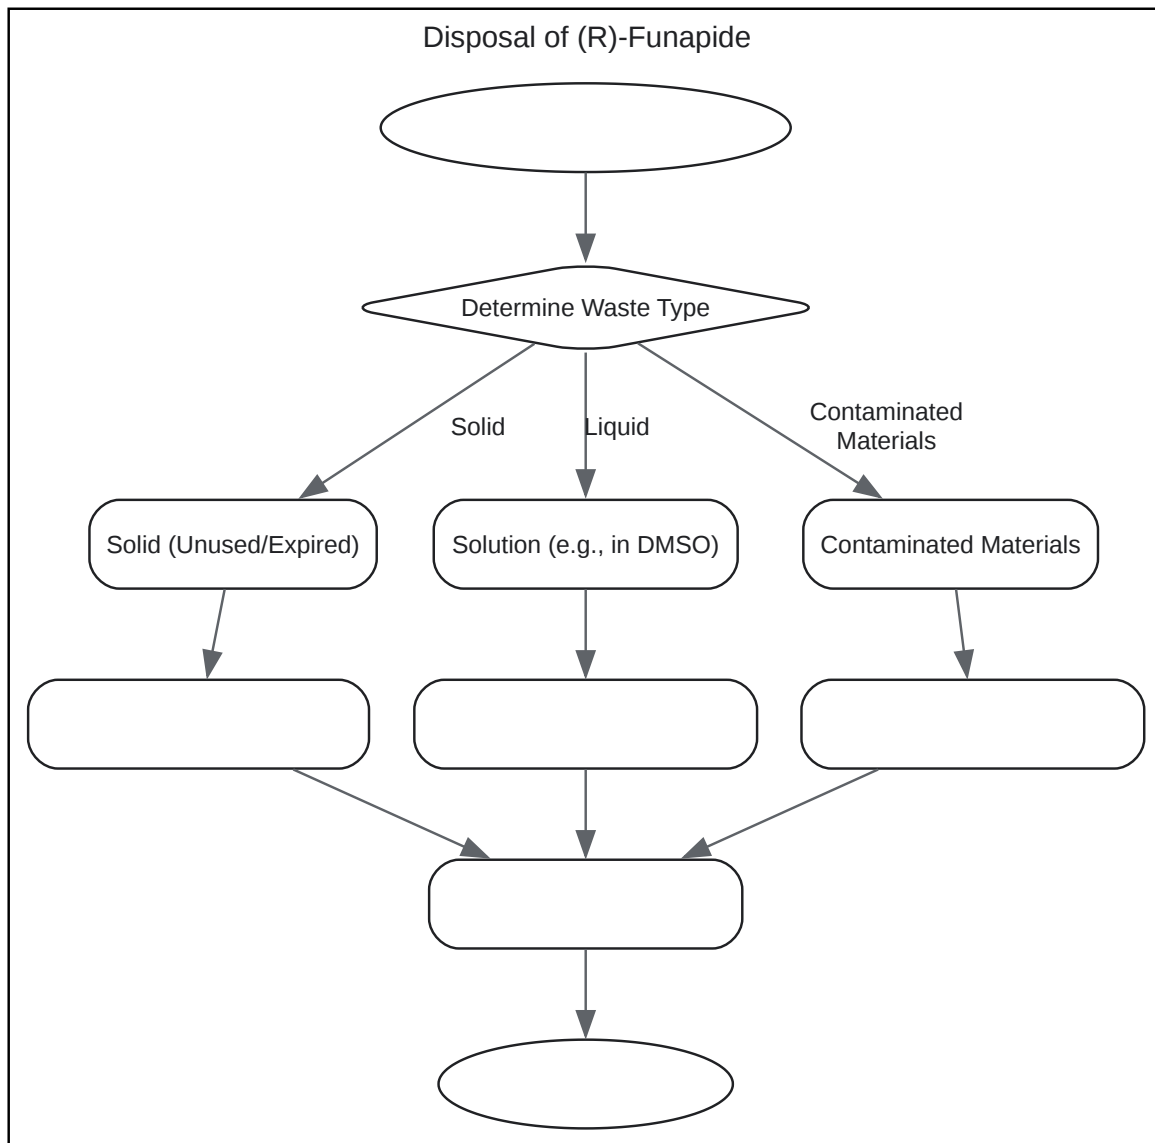 Disposal of (R)-Funapide
Determine Waste Type
Solid
Liquid
Contaminated
Materials
Solid (Unused/Expired)
Solution (e.g., in DMSO)
Contaminated Materials